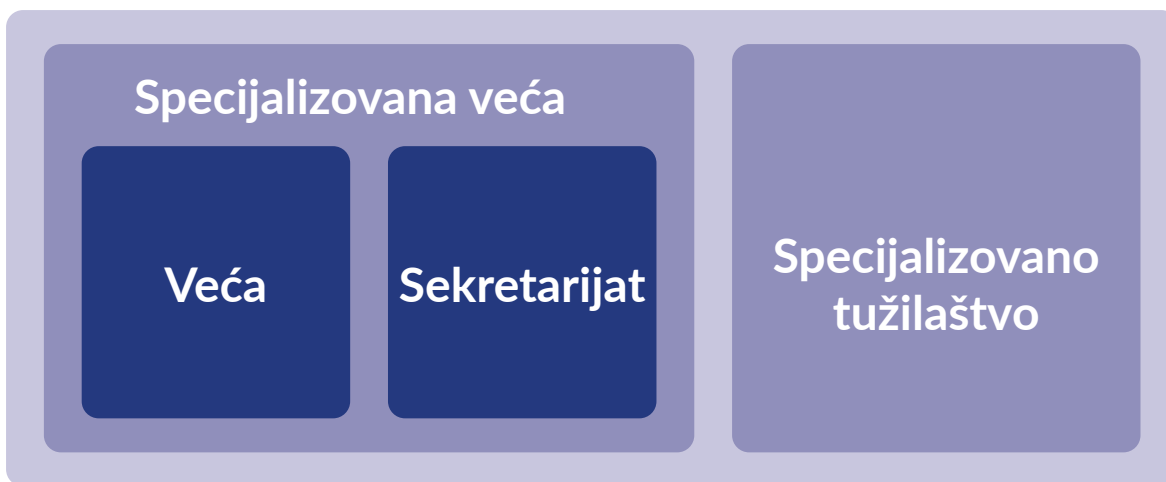 Specijalizovana veća
Veća
Sekretarijat
Specijalizovano
tužilaštvo